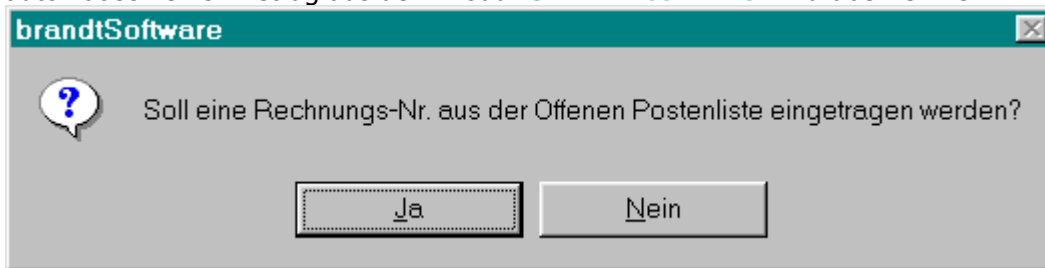 brandtSoftware
Soll eine Rechnungs-Nr. aus der Offenen Postenliste eingetragen werden?
Ja
Nein